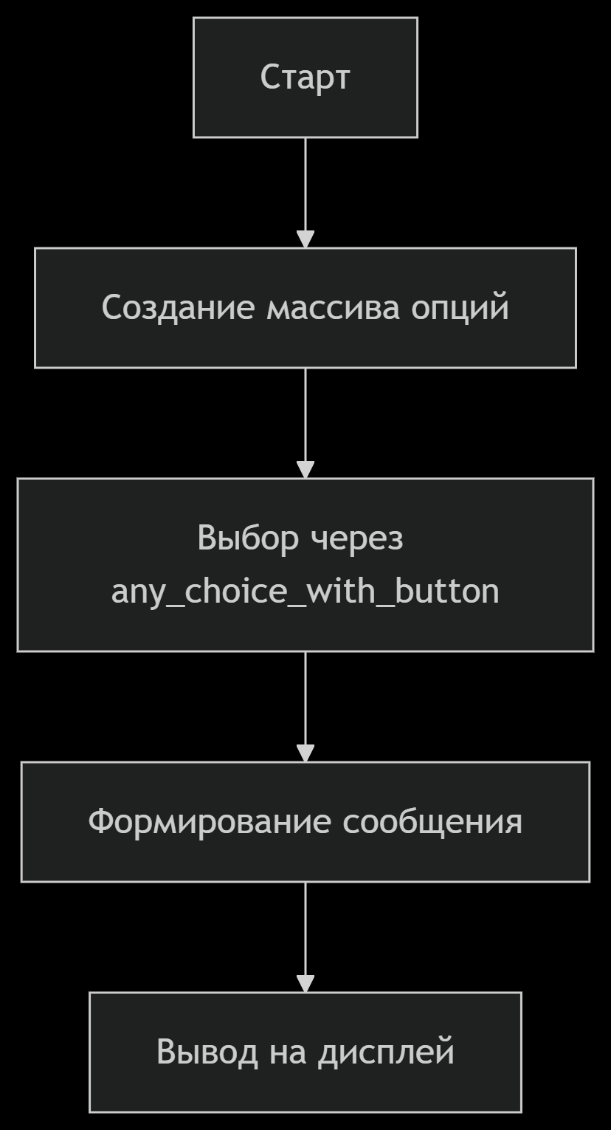 Старт
Создание массива опций
Выбор через
any_choice_with_button
Формирование сообщения
Вывод на дисплей